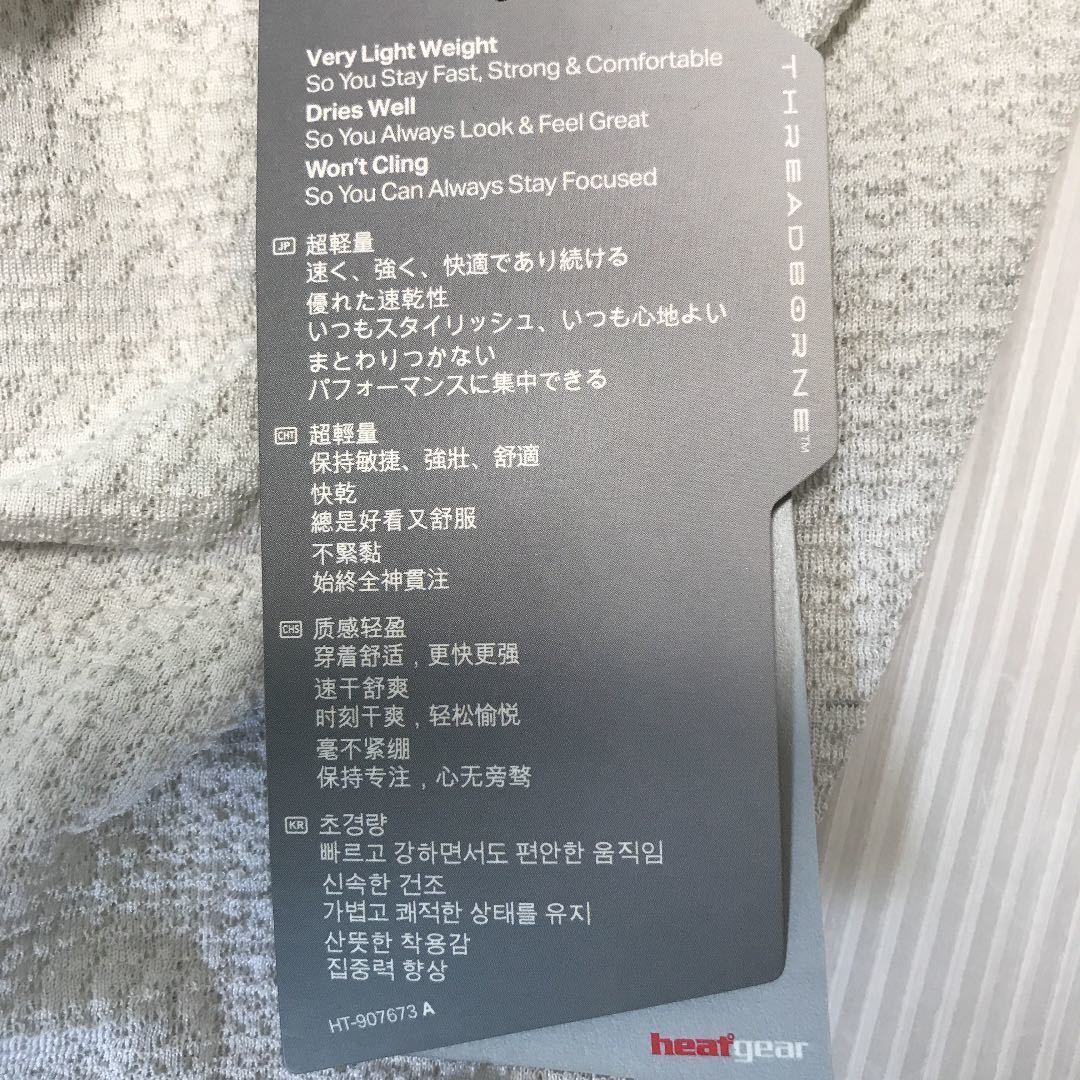 Very Light Weight
So You Stay Fast, Strong & Comfortable
Dries Well
So You Always Look & Feel Great
Won't Cling
So You Can Always Stay Focused
THREADBORNE™
JP 超軽量
速く、強く、快適であり続ける
優れた速乾性
いつもスタイリッシュ、いつも心地よい
まとわりつかない
パフォーマンスに集中できる
CHT 超輕量
保持敏捷、強壯、舒適
快乾
總是好看又舒服
不緊黏
始終全神貫注
CHS 质感轻盈
穿着舒适，更快更强
速干舒爽
时刻干爽，轻松愉悦
毫不紧绷
保持专注，心无旁骛
KR 초경량
빠르고 강하면서도 편안한 움직임
신속한 건조
가볍고 쾌적한 상태를 유지
산뜻한 착용감
집중력 향상
HT-907673 A
heatgear